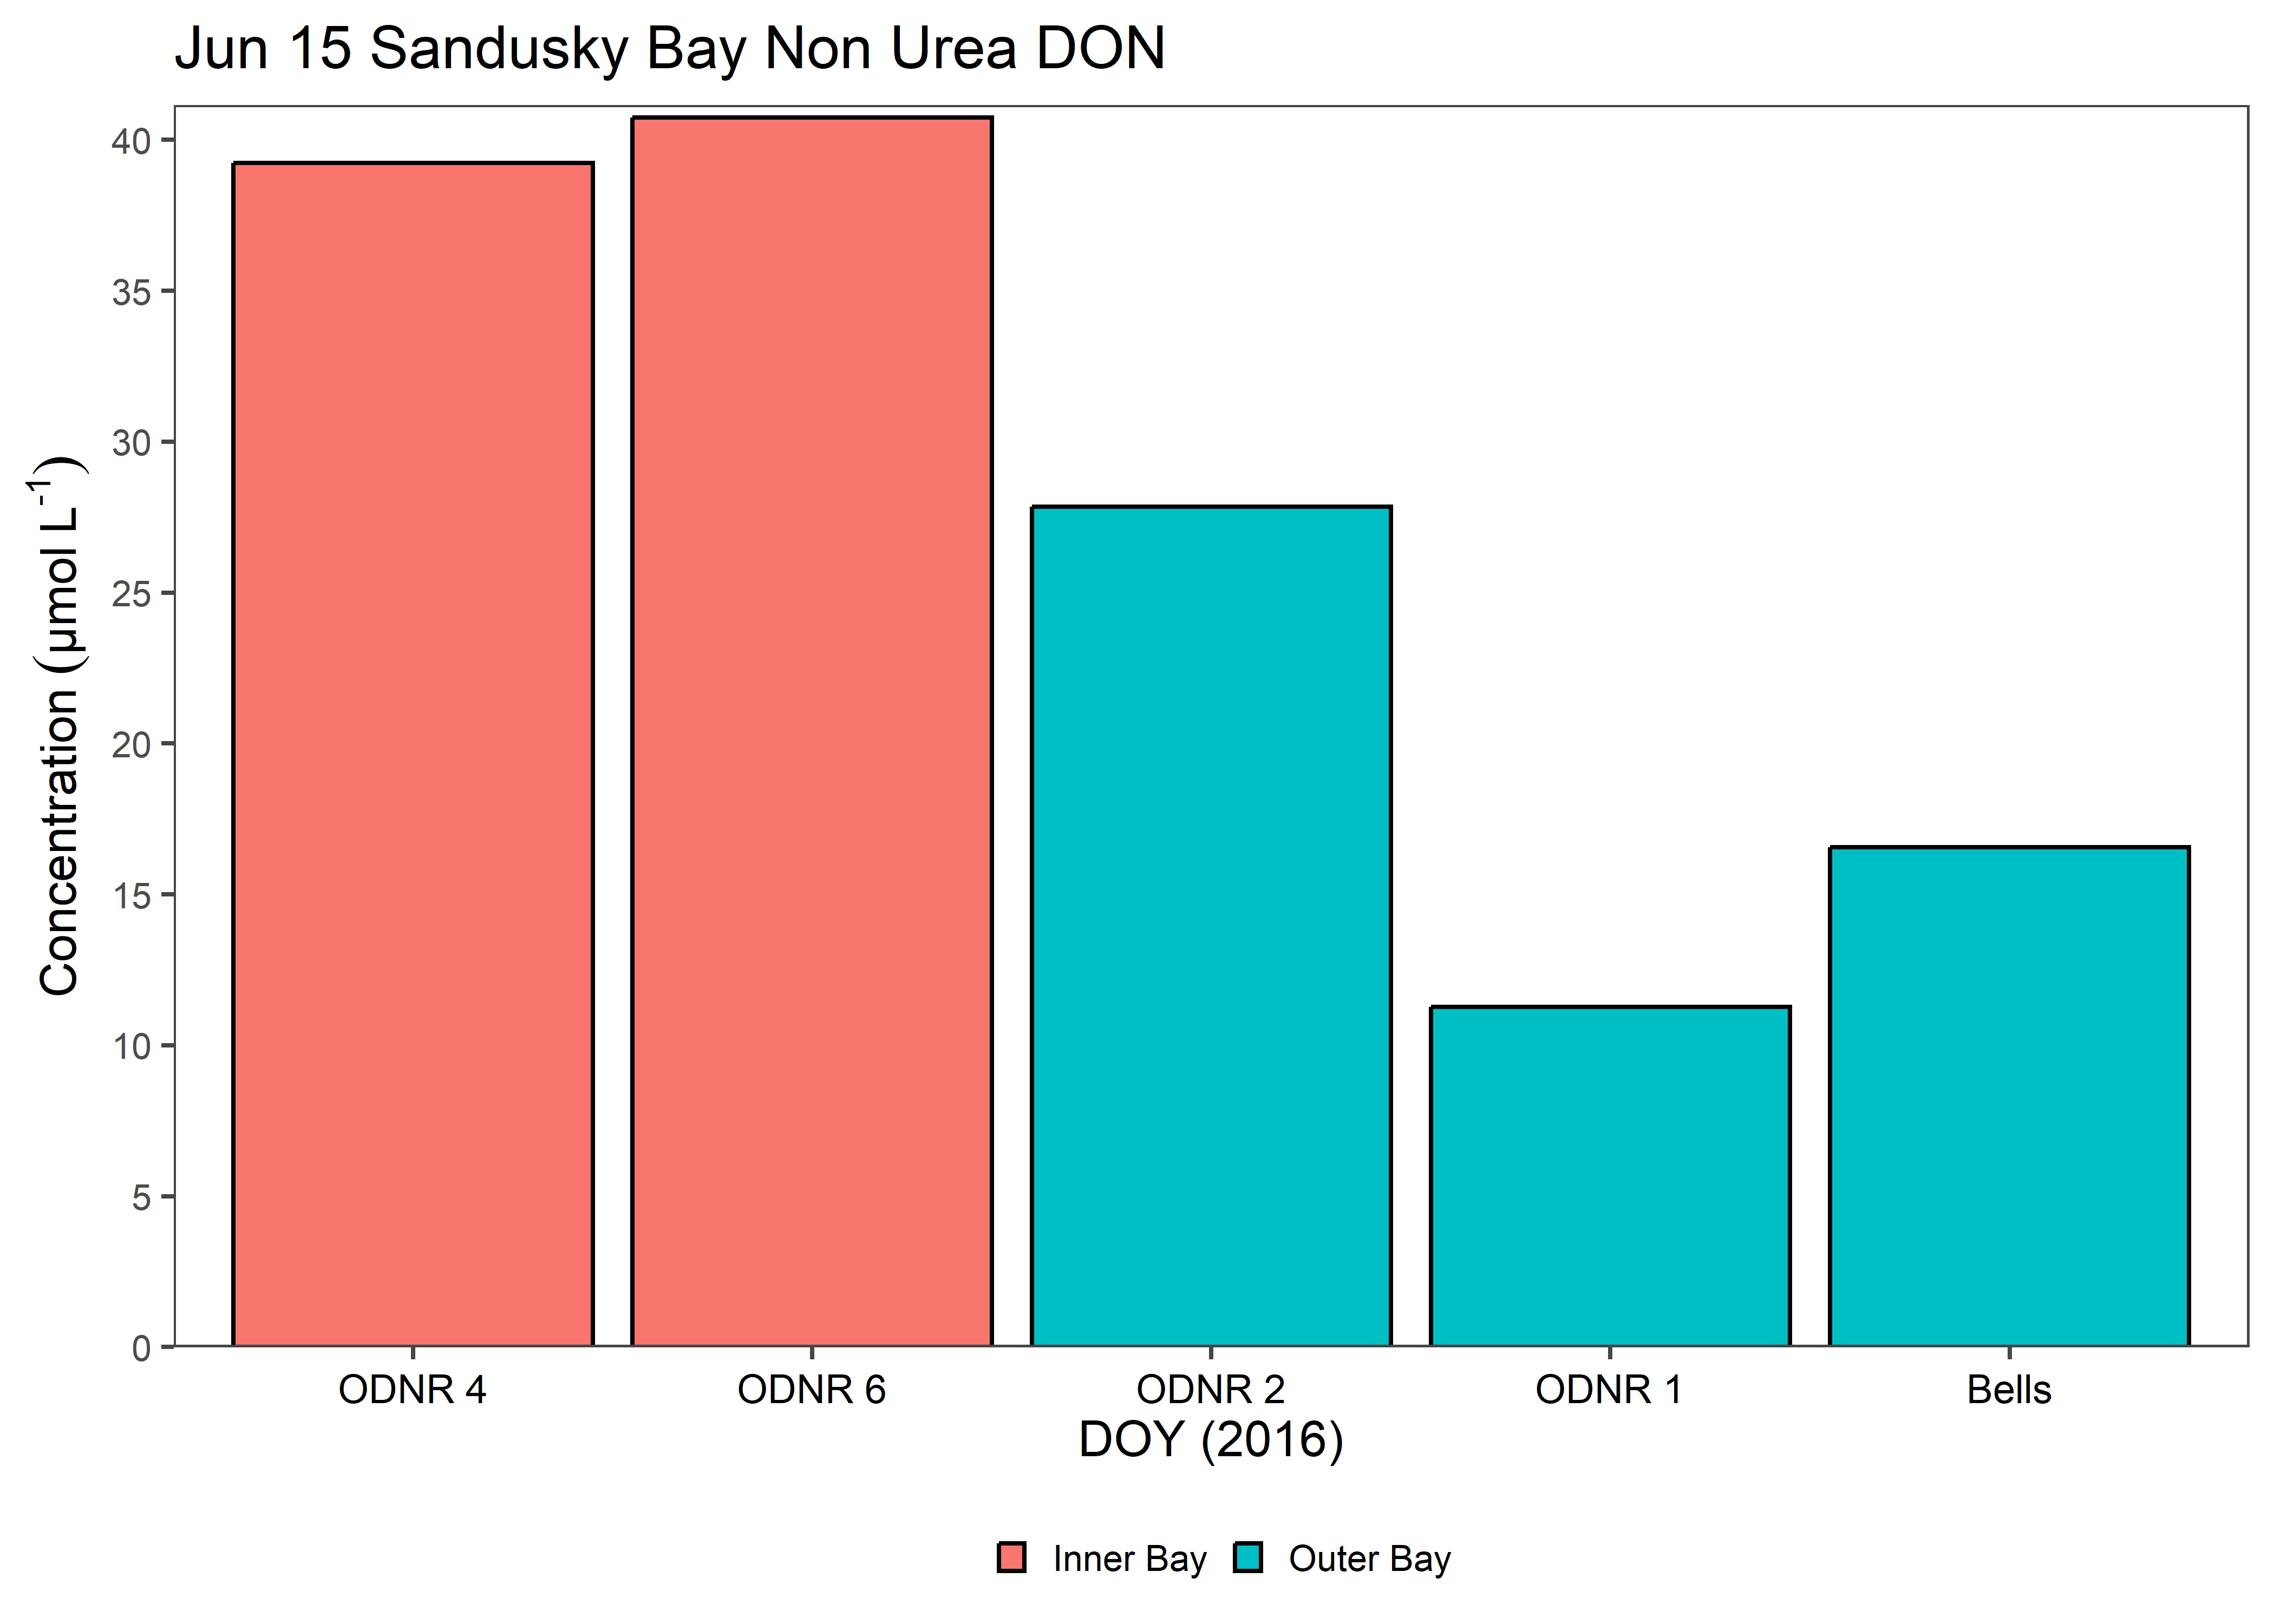 Jun 15 Sandusky Bay Non Urea DON
Concentration (µmol L⁻¹)
40
35
30
25
20
15
10
5
0
ODNR 4 ODNR 6 ODNR 2 ODNR 1 Bells
DOY (2016)
Inner Bay Outer Bay